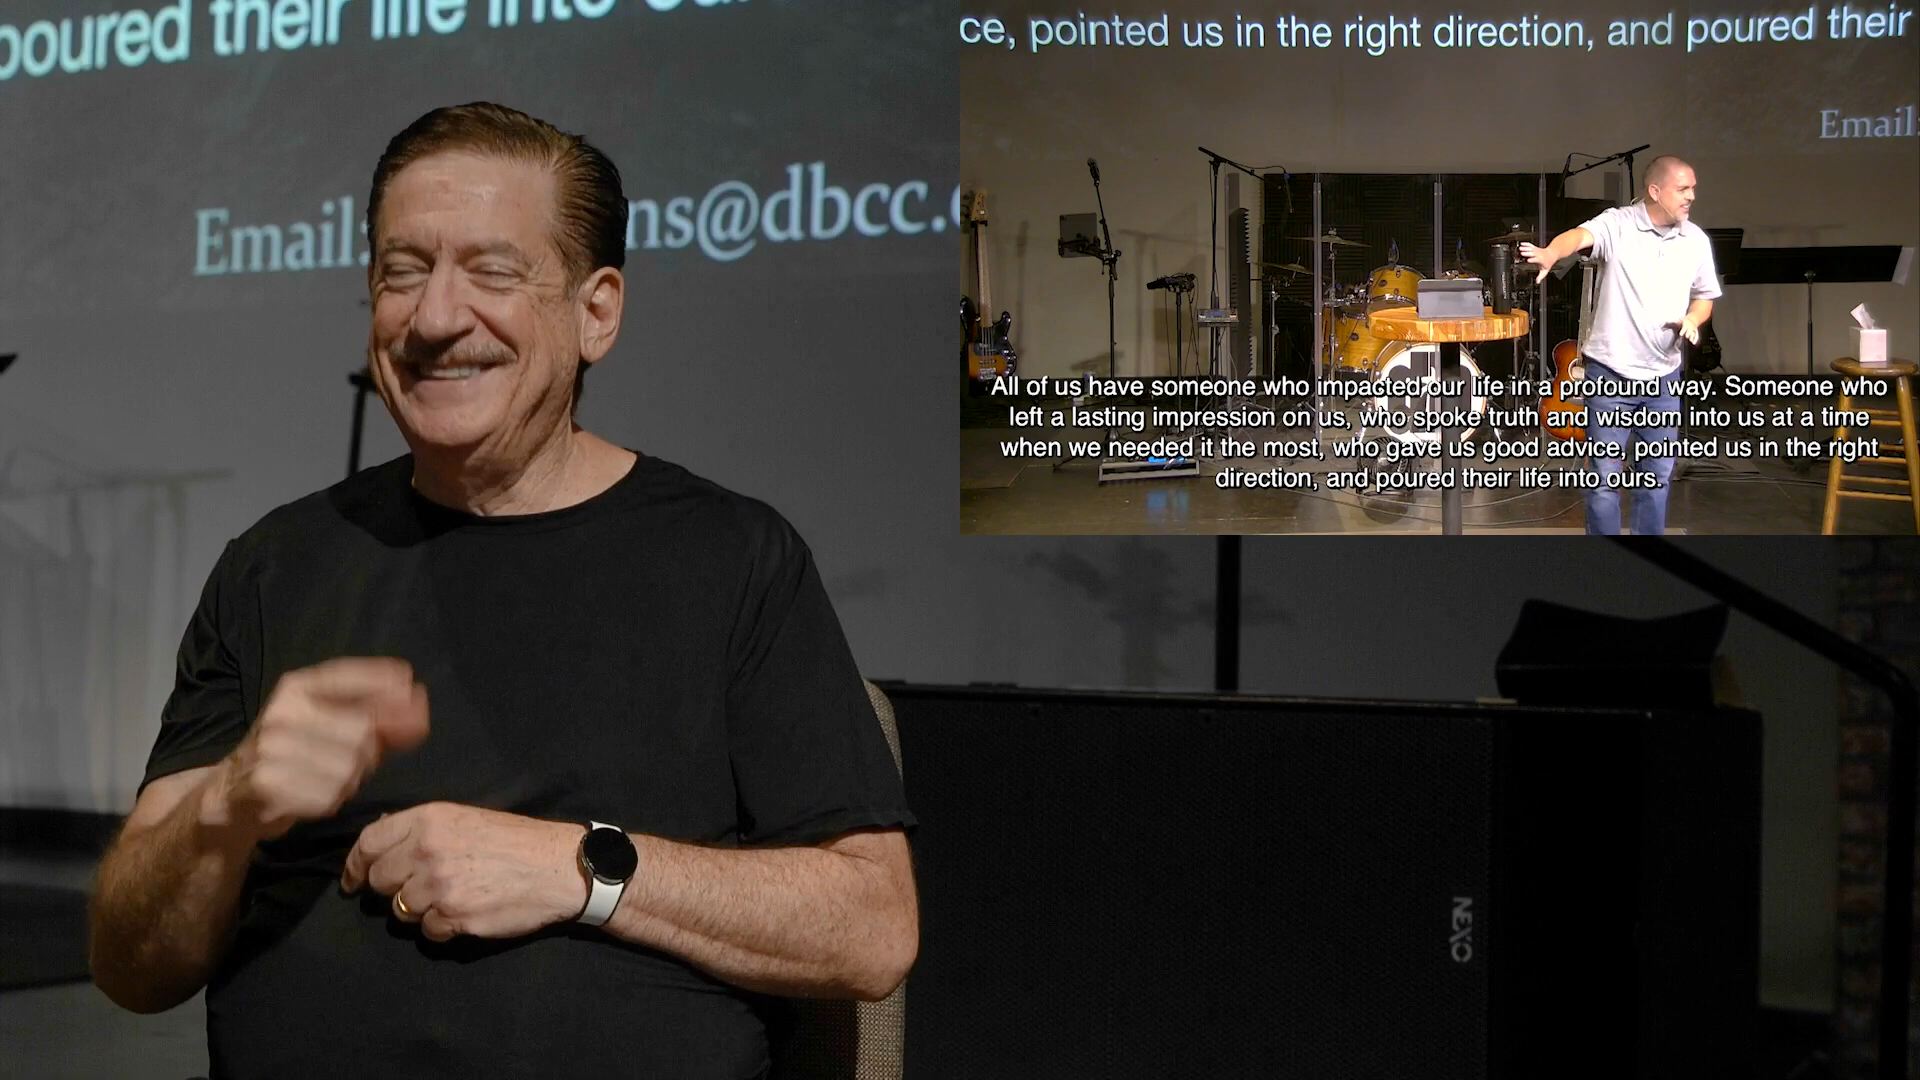 poured their life into
Email: ns@dbcc.
ce, pointed us in the right direction, and poured their
Email:
All of us have someone who impacted our life in a profound way. Someone who
left a lasting impression on us, who spoke truth and wisdom into us at a time
when we needed it the most, who gave us good advice, pointed us in the right
direction, and poured their life into ours.
NEXO